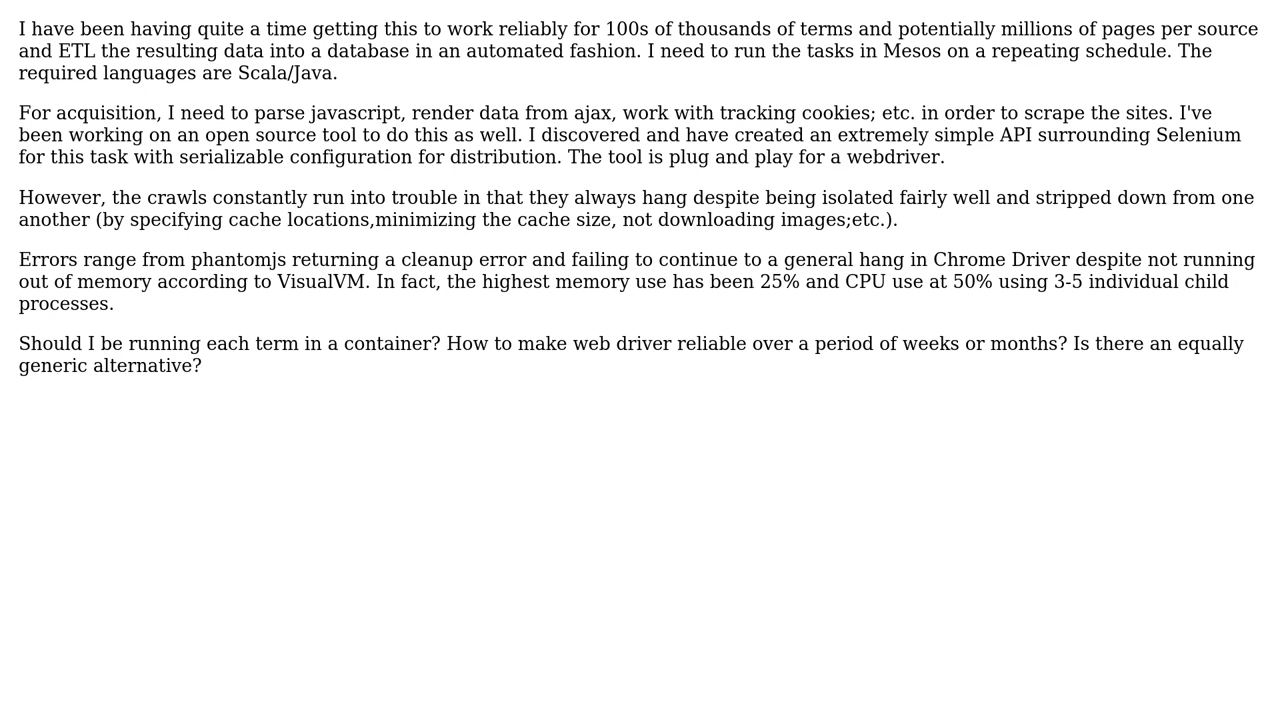 I have been having quite a time getting this to work reliably for 100s of thousands of terms and potentially millions of pages per source
and ETL the resulting data into a database in an automated fashion. I need to run the tasks in Mesos on a repeating schedule. The
required languages are Scala/Java.
For acquisition, I need to parse javascript, render data from ajax, work with tracking cookies; etc. in order to scrape the sites. I've
been working on an open source tool to do this as well. I discovered and have created an extremely simple API surrounding Selenium
for this task with serializable configuration for distribution. The tool is plug and play for a webdriver.
However, the crawls constantly run into trouble in that they always hang despite being isolated fairly well and stripped down from one
another (by specifying cache locations,minimizing the cache size, not downloading images;etc.).
Errors range from phantomjs returning a cleanup error and failing to continue to a general hang in Chrome Driver despite not running
out of memory according to VisualVM. In fact, the highest memory use has been 25% and CPU use at 50% using 3-5 individual child
processes.
Should I be running each term in a container? How to make web driver reliable over a period of weeks or months? Is there an equally
generic alternative?